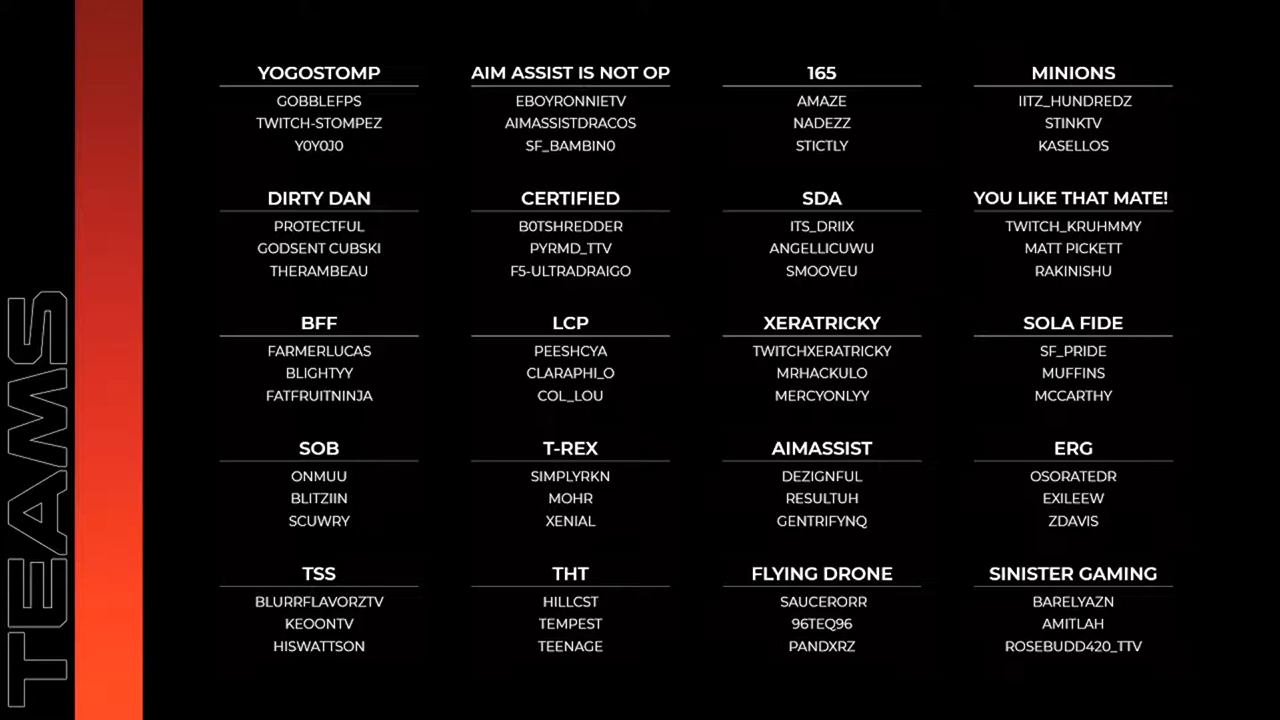 TEAMS
YOGOSTOMP
GOBBLEFPS
TWITCH-STOMPEZ
Y0Y0J0
AIM ASSIST IS NOT OP
EBOYRONNIETV
AIMASSISTDRACOS
SF_BAMBIN0
165
AMAZE
NADEZZ
STICTLY
MINIONS
IITZ_HUNDREDZ
STINKTV
KASELLOS
DIRTY DAN
PROTECTFUL
GODSENT CUBSKI
THERAMBEAU
CERTIFIED
B0TSHREDDER
PYRMD_TTV
F5-ULTRADRAIGO
SDA
ITS_DRIIX
ANGELLICUWU
SMOOVEU
YOU LIKE THAT MATE!
TWITCH_KRUHMMY
MATT PICKETT
RAKINISHU
BFF
FARMERLUCAS
BLIGHTYY
FATFRUITNINJA
LCP
PEESHCYA
CLARAPHI_O
COL_LOU
XERATRICKY
TWITCHXERATRICKY
MRHACKULO
MERCYONLYY
SOLA FIDE
SF_PRIDE
MUFFINS
MCCARTHY
SOB
ONMUU
BLITZIIN
SCUWRY
T-REX
SIMPLYRKN
MOHR
XENIAL
AIMASSIST
DEZIGNFUL
RESULTUH
GENTRIFYNQ
ERG
OSORATEDR
EXILEEW
ZDAVIS
TSS
BLURRFLAVORZTV
KEOONTV
HISWATTSON
THT
HILLCST
TEMPEST
TEENAGE
FLYING DRONE
SAUCERORR
96TEQ96
PANDXRZ
SINISTER GAMING
BARELYAZN
AMITLAH
ROSEBUDD420_TTV